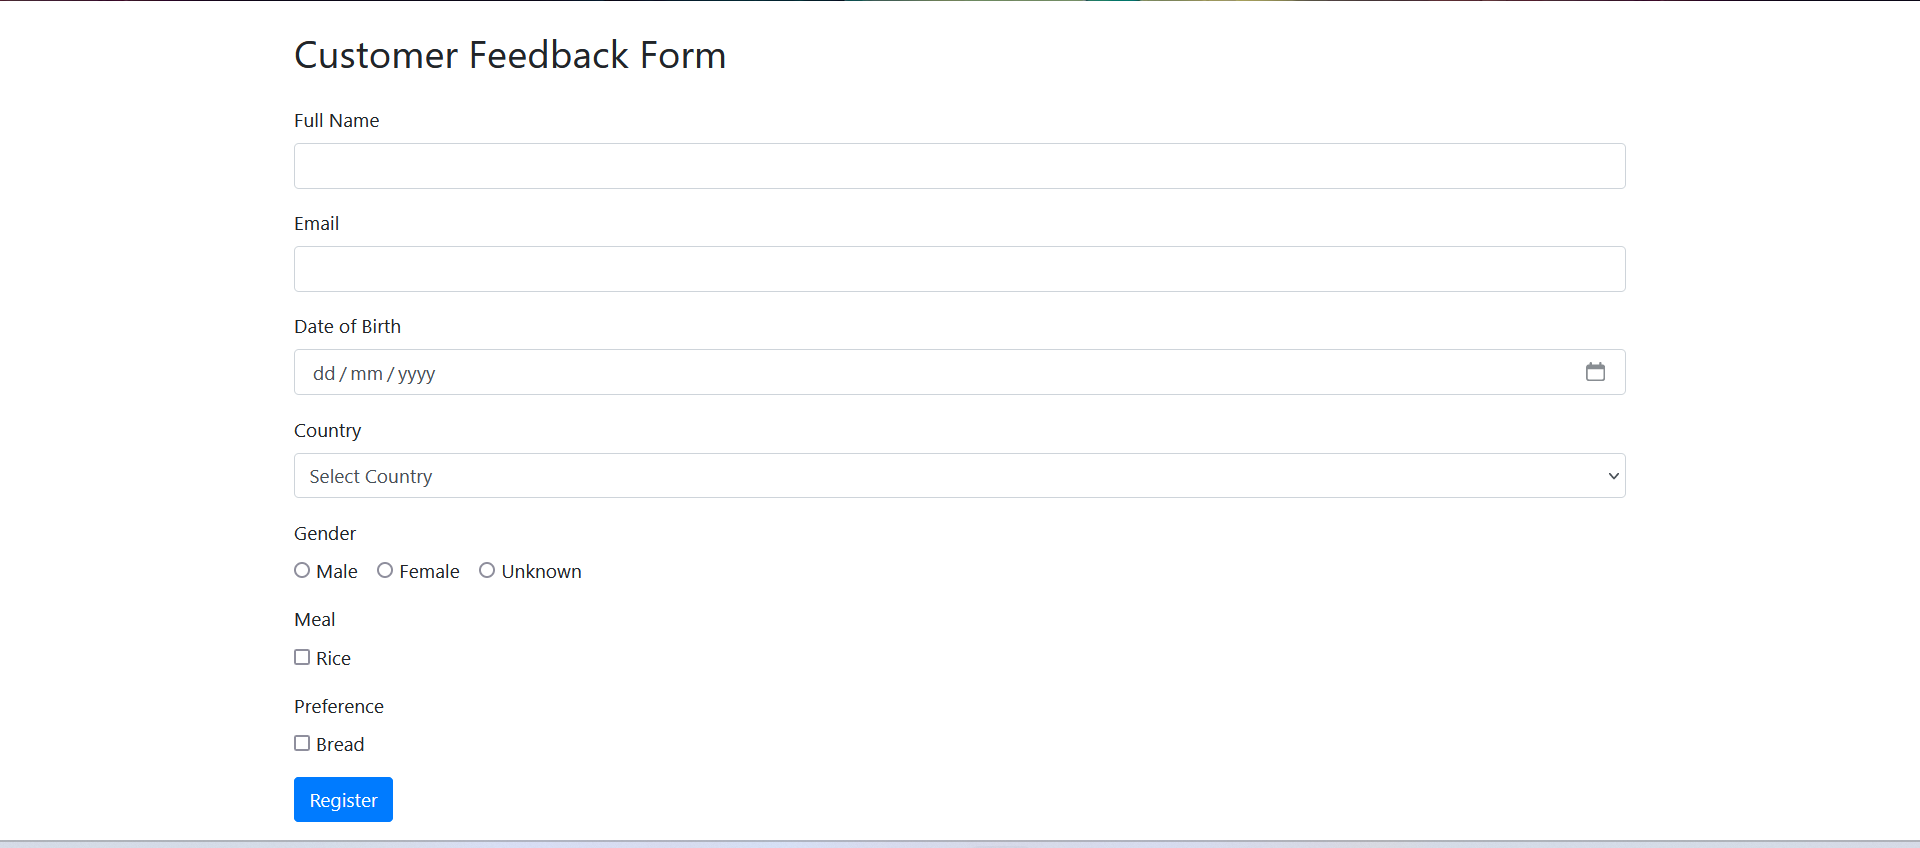 Customer Feedback Form
Full Name
Email
Date of Birth
dd/mm/yyyy
Country
Select Country
Gender
Male Female Unknown
Meal
Rice
Preference
Bread
Register